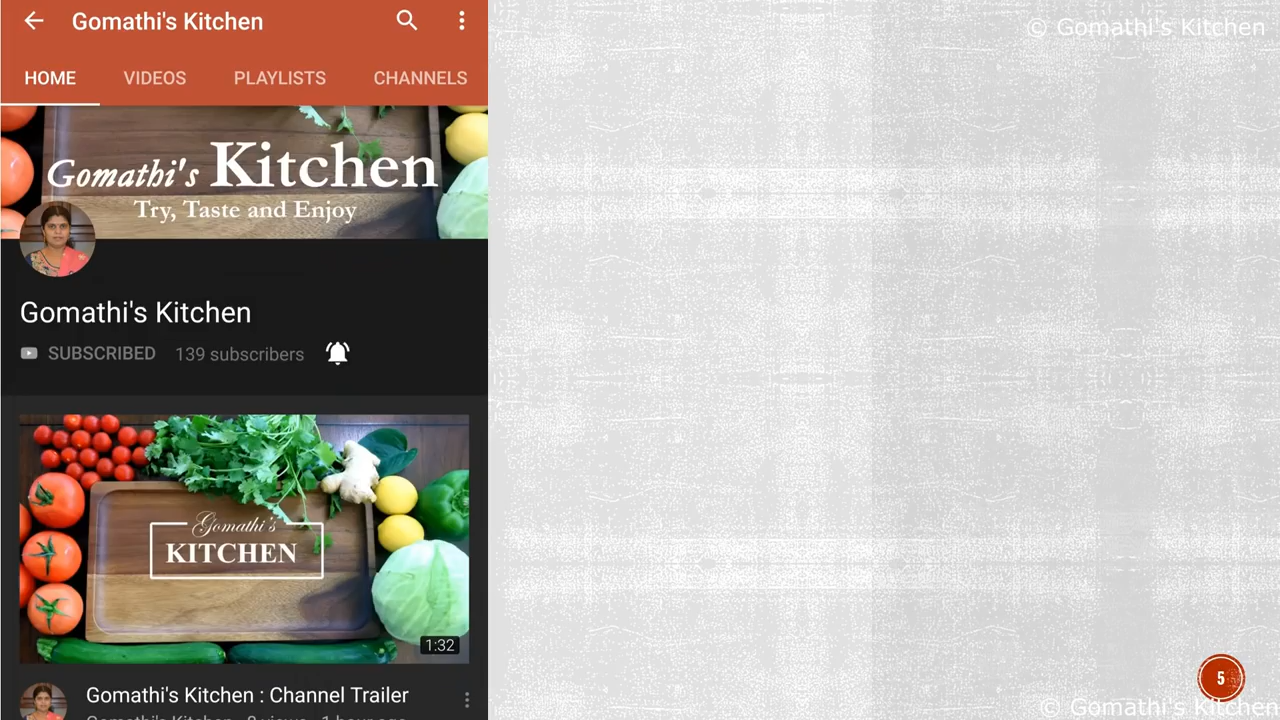 Gomathi's Kitchen
HOME VIDEOS PLAYLISTS CHANNELS
Gomathi's Kitchen
Try, Taste and Enjoy
Gomathi's Kitchen
SUBSCRIBED 139 subscribers
Gomathi's
KITCHEN
1:32
Gomathi's Kitchen : Channel Trailer
© Gomathi's Kitchen
5
© Gomathi's Kitchen